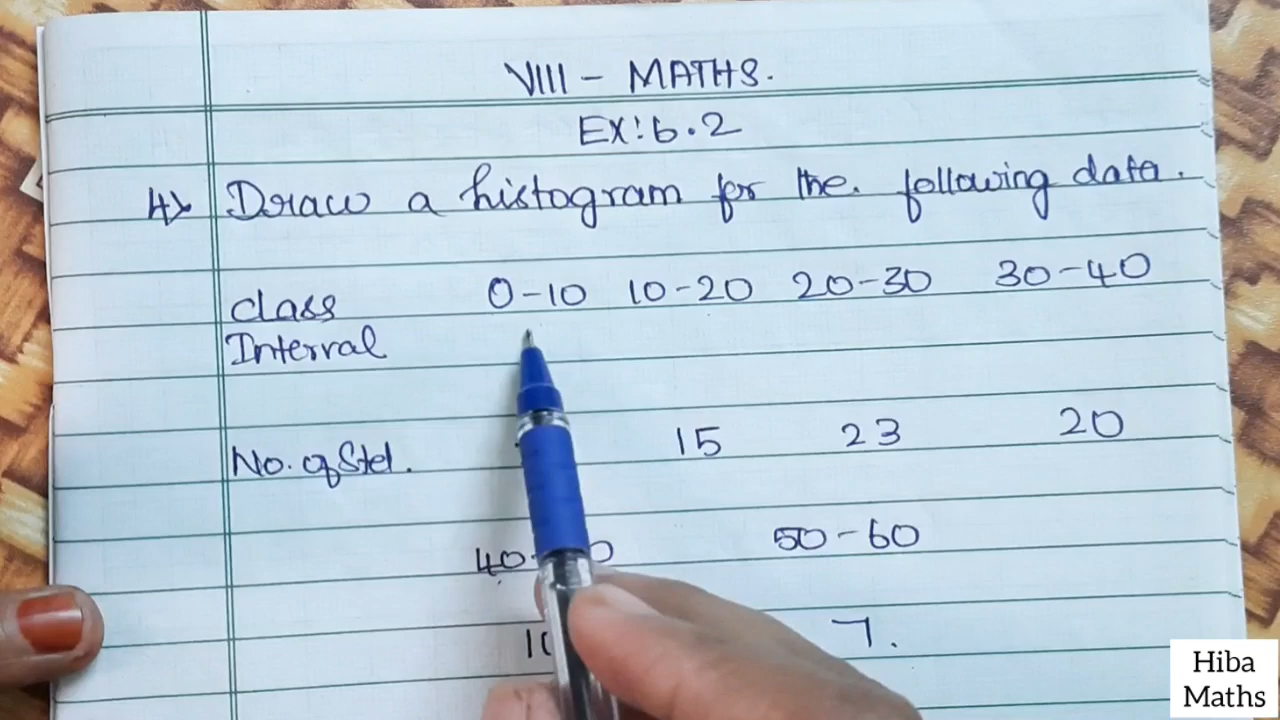 VIII - MATHS.
EX: 6.2
4) Draw a histogram for the. following data.
Class 0-10 10-20 20-30 30-40
Interval
No. of Std. 15 23 20
50-60
7.
Hiba
Maths